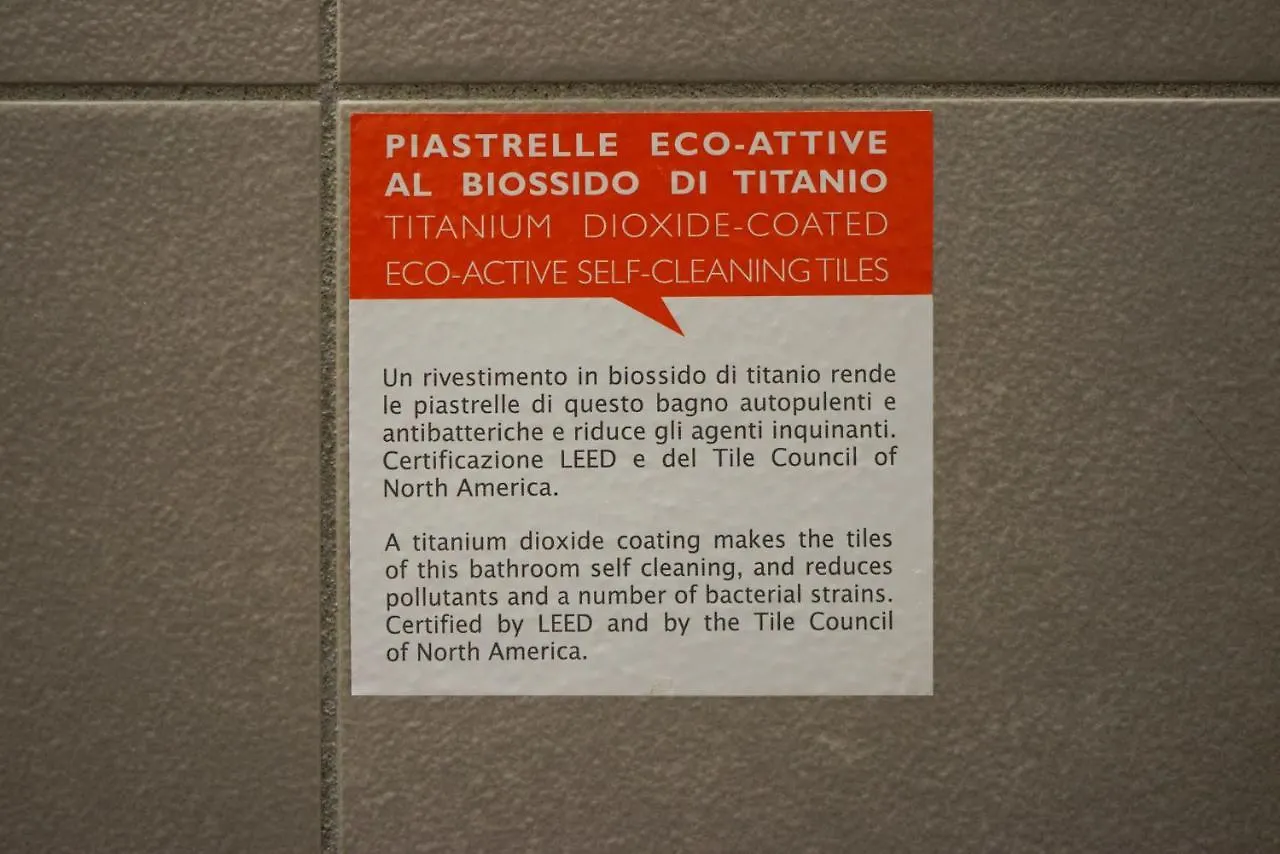 PIASTRELLE ECO-ATTIVE
AL BIOSSIDO DI TITANIO
TITANIUM DIOXIDE-COATED
ECO-ACTIVE SELF-CLEANING TILES
Un rivestimento in biossido di titanio rende
le piastrelle di questo bagno autopulenti e
antibatteriche e riduce gli agenti inquinanti.
Certificazione LEED e del Tile Council of
North America.
A titanium dioxide coating makes the tiles
of this bathroom self cleaning, and reduces
pollutants and a number of bacterial strains.
Certified by LEED and by the Tile Council
of North America.